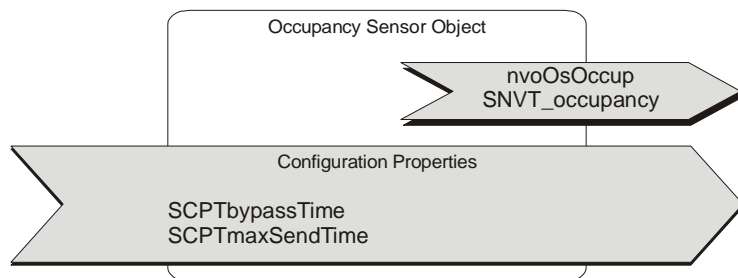 Occupancy Sensor Object
nvoOsOccup
SNVT_occupancy
Configuration Properties
SCPTbypassTime
SCPTmaxSendTime